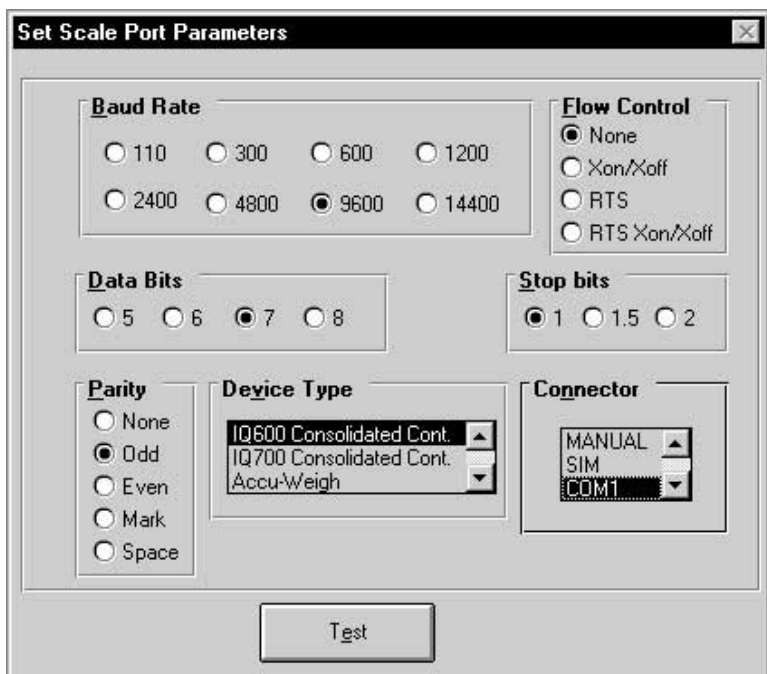 Set Scale Port Parameters
Baud Rate
110 300 600 1200
2400 4800 9600 14400
Flow Control
None
Xon/Xoff
RTS
RTS Xon/Xoff
Data Bits
5 6 7 8
Stop bits
1 1.5 2
Parity
None
Odd
Even
Mark
Space
Device Type
IQ600 Consolidated Cont.
IQ700 Consolidated Cont.
Accu-Weigh
Connector
MANUAL
SIM
COM1
Test